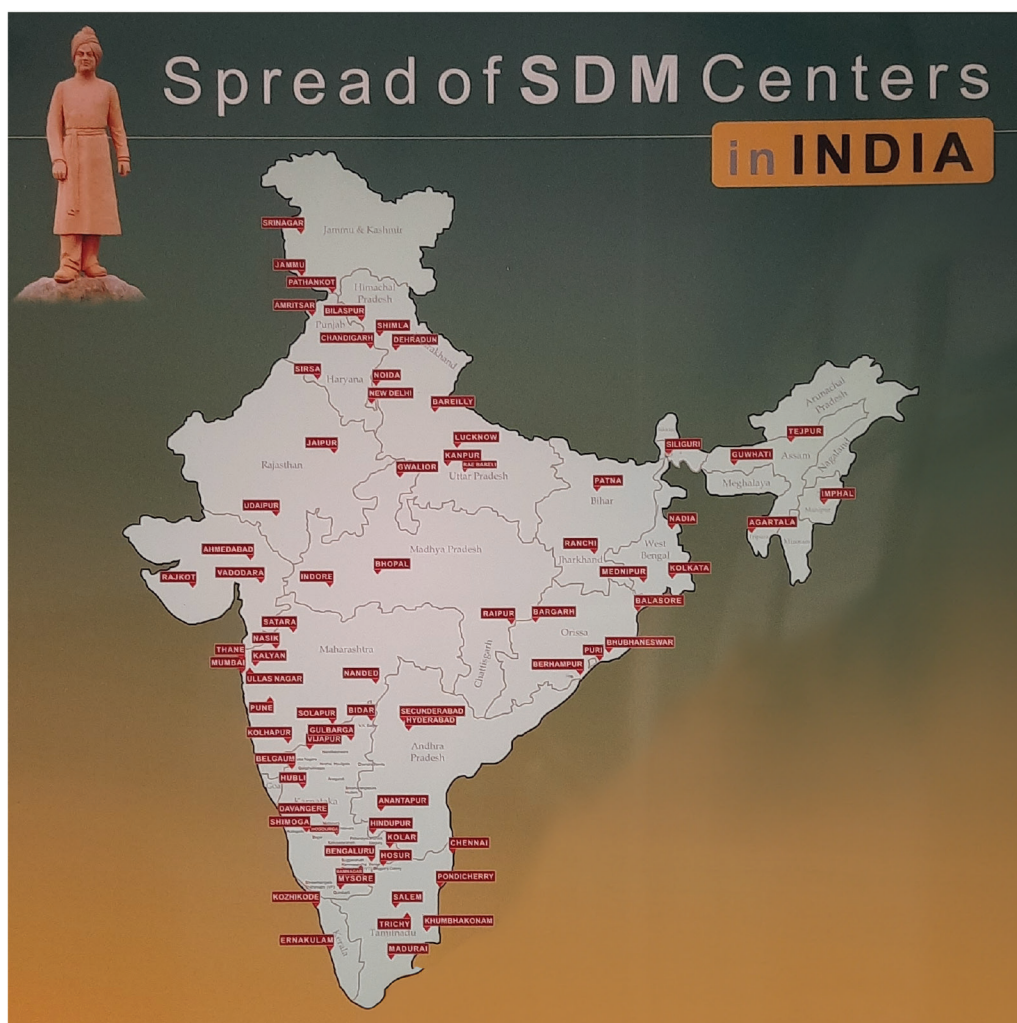 Spread of SDM Centers
in INDIA
SRINAGAR
Jammu & Kashmir
JAMMU
PATHANKOT
Himachal
Pradesh
AMRITSAR
BILASPUR
Punjab
SHIMLA
CHANDIGARH
DEHRADUN
SIRSA
Haryana
NOIDA
NEW DELHI
BAREILLY
Arunachal
Pradesh
JAIPUR
LUCKNOW
KANPUR
RAE BARELI
GWALIOR
Uttar Pradesh
Rajasthan
SILIGURI
TEJPUR
GUWHATI
Assam
Nagaland
Meghalaya
PATNA
Bihar
IMPHAL
UDAIPUR
NADIA
AGARTALA
AHMEDABAD
Madhya Pradesh
RANCHI
West
Bengal
Jharkhand
RAJKOT
VADODARA
INDORE
BHOPAL
MEDNIPUR
KOLKATA
BALASORE
SATARA
RAIPUR
BARGARH
NASIK
Orissa
THANE
KALYAN
Maharashtra
BHUBHANESWAR
PURI
MUMBAI
Chattisgarh
BERHAMPUR
ULLAS NAGAR
NANDED
PUNE
SOLAPUR
BIDAR
SECUNDERABAD
HYDERABAD
KOLHAPUR
GULBARGA
VIJAPUR
Andhra
Pradesh
BELGAUM
HUBLI
Goa
Karnataka
ANANTAPUR
DAVANGERE
SHIMOGA
HINDUPUR
KOLAR
CHENNAI
BENGALURU
HOSUR
MYSORE
PONDICHERRY
KOZHIKODE
SALEM
TRICHY
KHUMBHAKONAM
Tamilnadu
ERNAKULAM
Kerala
MADURAI